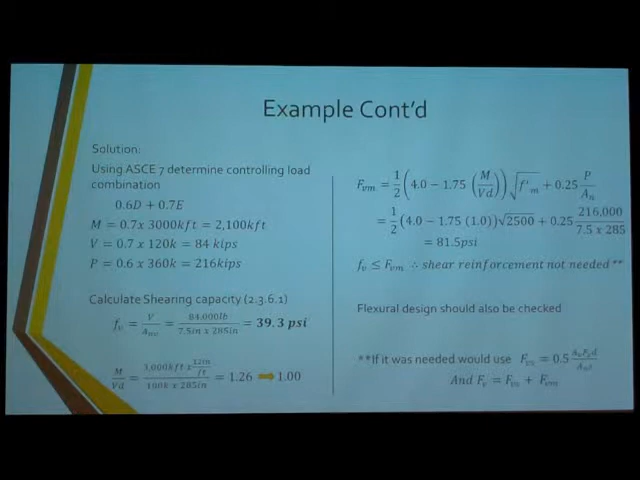 Example Cont'd
Solution:
Using ASCE 7 determine controlling load
combination
0.6D + 0.7E
M = 0.7x 3000kft = 2,100kft
V = 0.7 x 120k = 84 kips
P = 0.6 x 360k = 216kips
Calculate Shearing capacity (2.3.6.1)
f_v = V/A_nv = 84,000lb/(7.5in x 285in) = 39.3 psi
M/Vd = (3,000kft x 12in/ft)/(100k x 285in) = 1.26 ➡ 1.00
F_vm = 1/2 (4.0 − 1.75 (M/Vd)) √f'_m + 0.25 P/A_n
= 1/2 (4.0 − 1.75 (1.0)) √2500 + 0.25 216,000/(7.5 x 285)
= 81.5psi
f_v ≤ F_vm ∴ shear reinforcement not needed **
Flexural design should also be checked
**If it was needed would use F_vs = 0.5 A_vF_sd/A_ns
And F_v = F_vs + F_vm